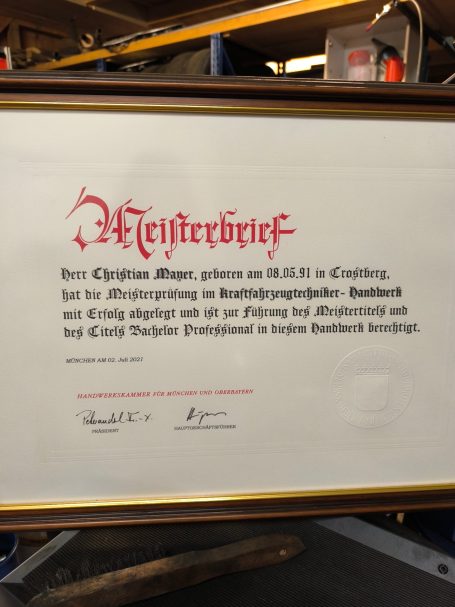 Meisterbrief
Herr Christian Mayer, geboren am 08.05.91 in Trostberg,
hat die Meisterprüfung im Kraftfahrzeugtechniker- Handwerk
mit Erfolg abgelegt und ist zur Führung des Meistertitels und
des Titels Bachelor Professional in diesem Handwerk berechtigt.
MÜNCHEN AM 02. Juli 2021
HANDWERKSKAMMER FÜR MÜNCHEN UND OBERBAYERN
PRÄSIDENT HAUPTGESCHÄFTSFÜHRER